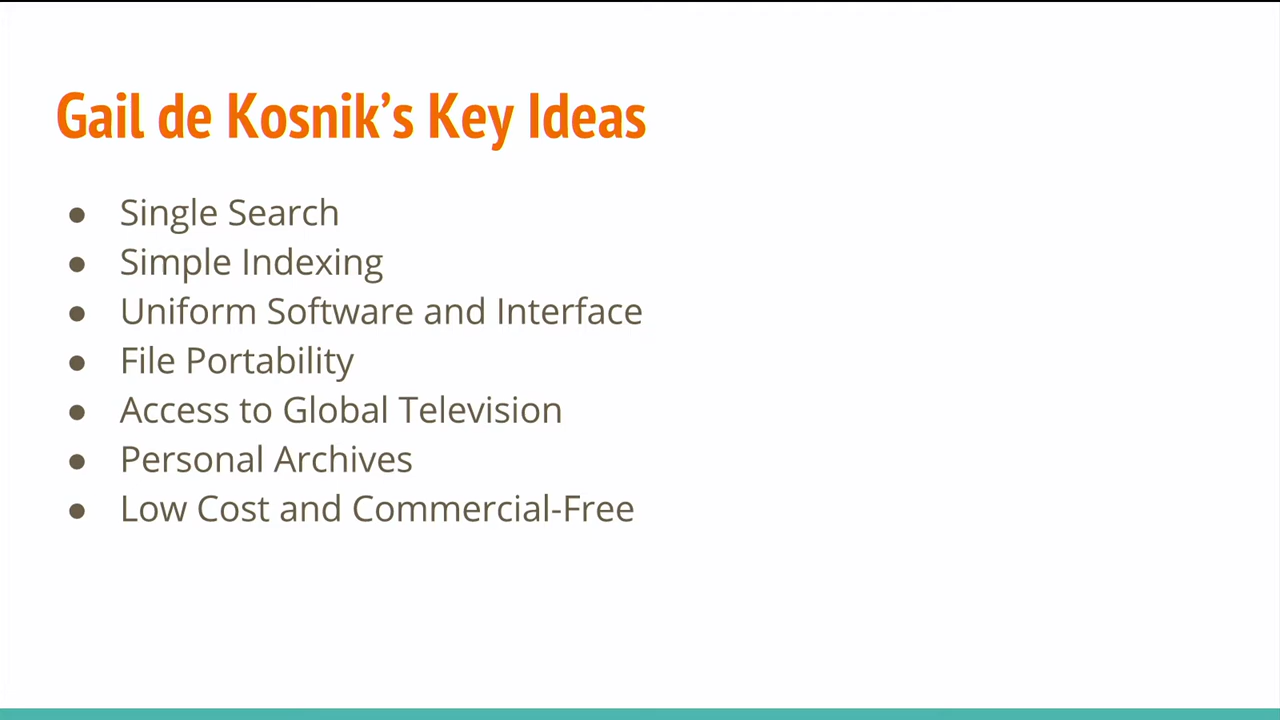 Gail de Kosnik’s Key Ideas
● Single Search
● Simple Indexing
● Uniform Software and Interface
● File Portability
● Access to Global Television
● Personal Archives
● Low Cost and Commercial-Free